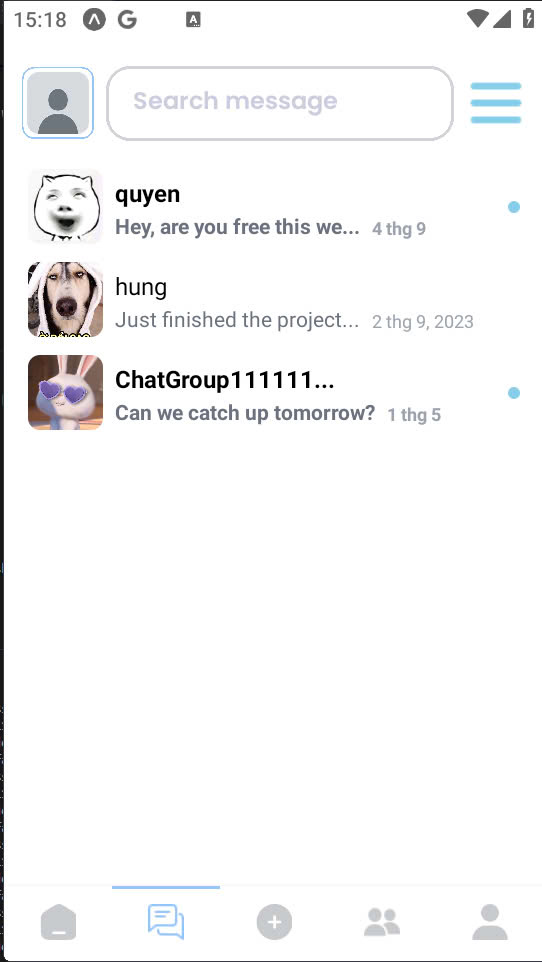 15:18
Search message
quyen
Hey, are you free this we... 4 thg 9
hung
Just finished the project... 2 thg 9, 2023
ChatGroup111111...
Can we catch up tomorrow? 1 thg 5